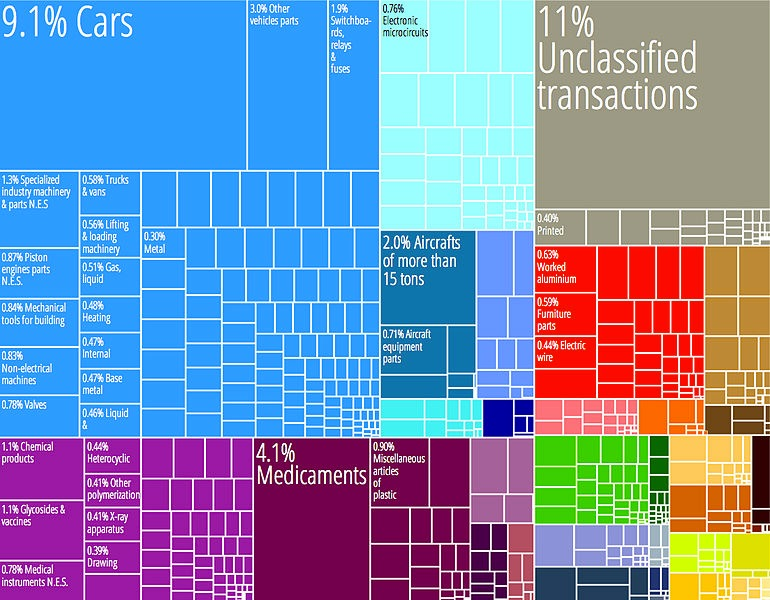 9.1% Cars
3.0% Other
vehicles parts
1.9%
Switchboa-
rds,
relays
&
fuses
0.76%
Electronic
microcircuits
11%
Unclassified
transactions
1.3% Specialized
industry machinery
& parts N.E.S
0.58% Trucks
& vans
0.56% Lifting
& loading
machinery
0.30%
Metal
0.87% Piston
engines parts
N.E.S.
0.51% Gas,
liquid
0.84% Mechanical
tools for building
0.48%
Heating
0.83%
Non-electrical
machines
0.47%
Internal
0.47% Base
metal
0.78% Valves
0.46% Liquid
&
2.0% Aircrafts
of more than
15 tons
0.71% Aircraft
equipment
parts
0.40%
Printed
0.63%
Worked
aluminium
0.59%
Furniture
parts
0.44% Electric
wire
1.1% Chemical
products
0.44%
Heterocyclic
0.41% Other
polymerization
1.1% Glycosides &
vaccines
0.41% X-ray
apparatus
0.39%
Drawing
0.78% Medical
instruments N.E.S.
4.1%
Medicaments
0.90%
Miscellaneous
articles
of
plastic